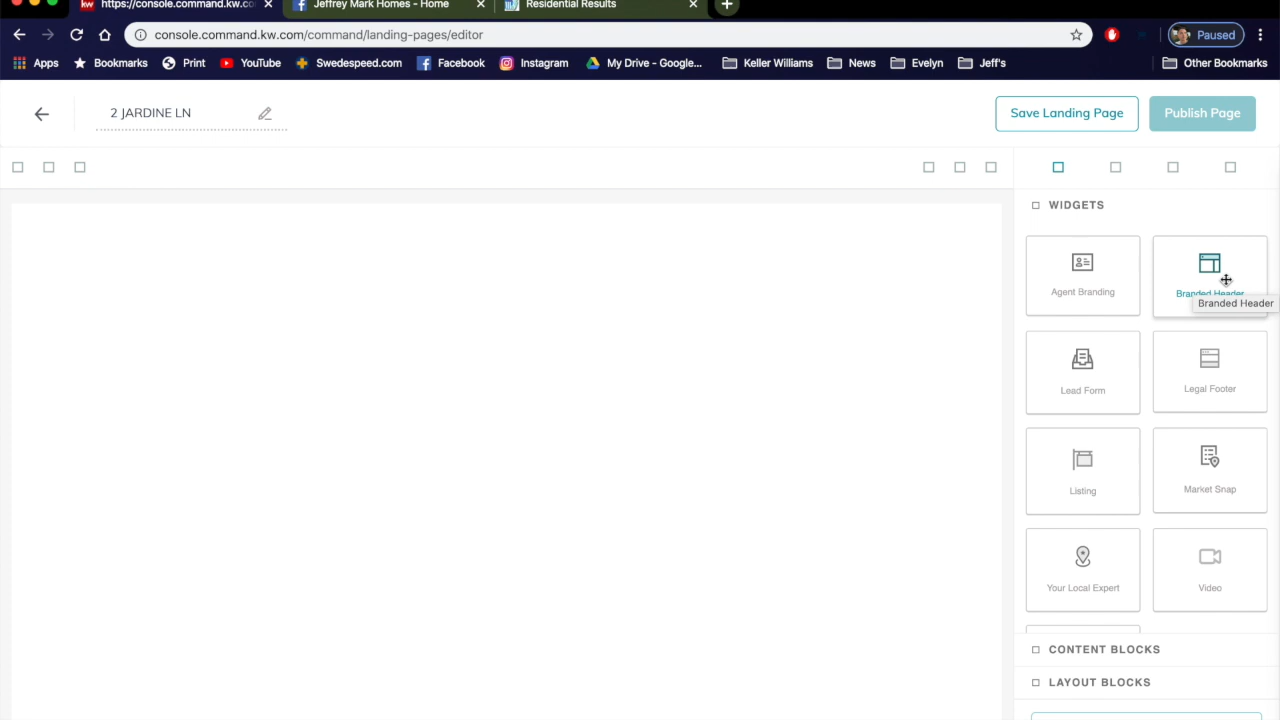 kw https://console.command.kw.co
Jeffrey Mark Homes - Home
Residential Results
console.command.kw.com/command/landing-pages/editor
Paused
Apps
Bookmarks
Print
YouTube
Swedespeed.com
Facebook
Instagram
My Drive - Google...
Keller Williams
News
Evelyn
Jeff's
Other Bookmarks
2 JARDINE LN
Save Landing Page
Publish Page
WIDGETS
Agent Branding
Branded Header
Branded Header
Lead Form
Legal Footer
Listing
Market Snap
Your Local Expert
Video
CONTENT BLOCKS
LAYOUT BLOCKS